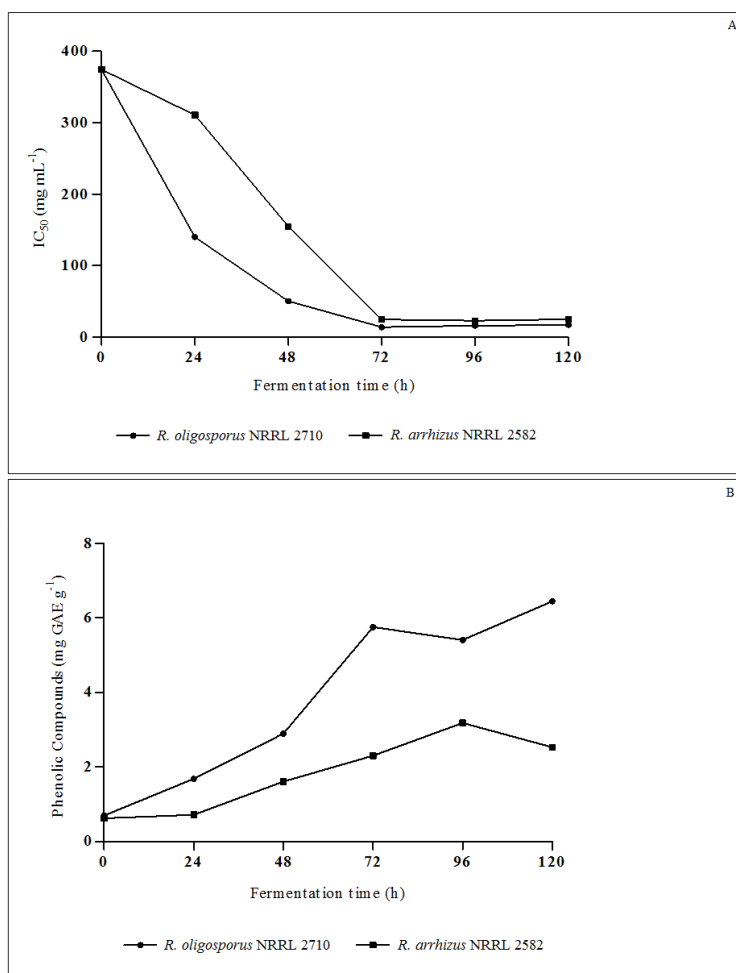 A
400
300
200
100
0
IC₅₀ (mg mL⁻¹)
0 24 48 72 96 120
Fermentation time (h)
R. oligosporus NRRL 2710 R. arrhizus NRRL 2582
B
8
6
4
2
0
Phenolic Compounds (mg GAE g⁻¹)
0 24 48 72 96 120
Fermentation time (h)
R. oligosporus NRRL 2710 R. arrhizus NRRL 2582